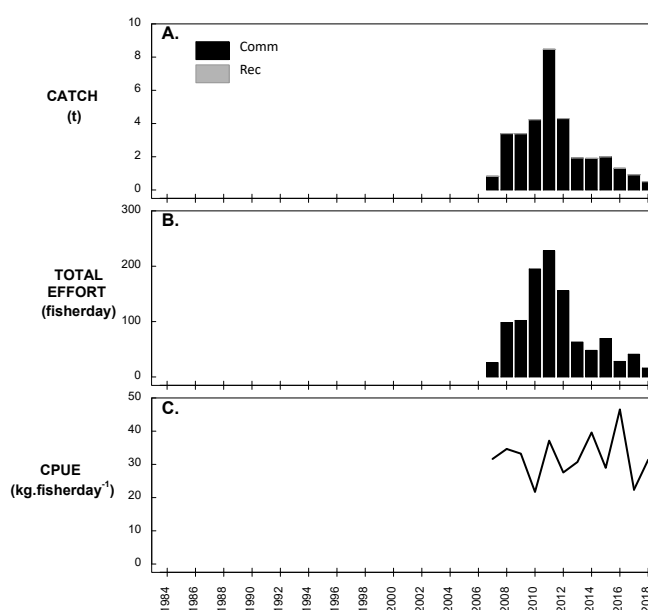 A.
Comm
Rec
CATCH
(t)
10
8
6
4
2
0
B.
TOTAL
EFFORT
(fisherday)
300
200
100
0
C.
CPUE
(kg.fisherday⁻¹)
50
40
30
20
10
0
1984
1986
1988
1990
1992
1994
1996
1998
2000
2002
2004
2006
2008
2010
2012
2014
2016
2018